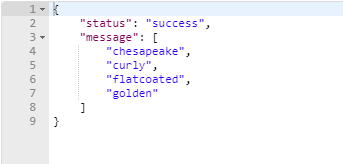 1 {
2     "status": "success",
3     "message": [
4         "chesapeake",
5         "curly",
6         "flatcoated",
7         "golden"
8     ]
9 }